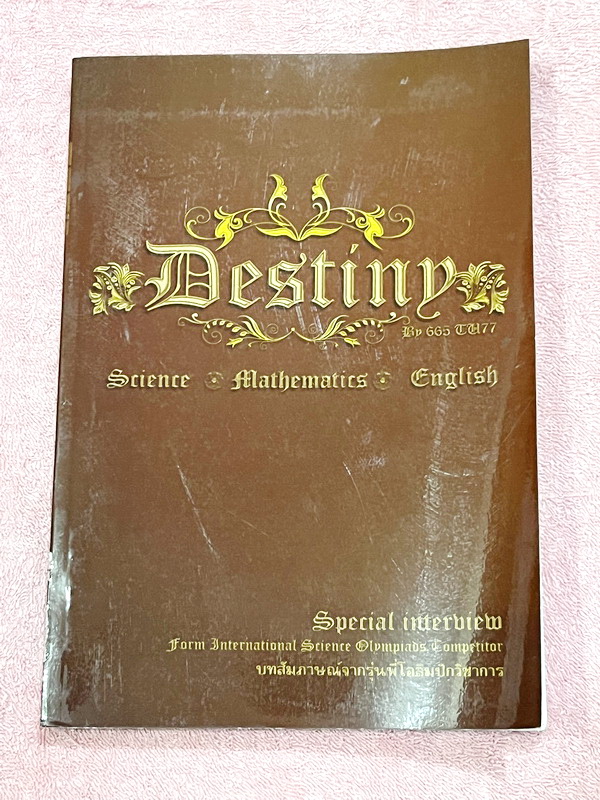 Destiny
By 665 TU77
Science Mathematics English
Special interview
Form International Science Olympiads Competitor
บทสัมภาษณ์จากรุ่นพี่โอลิมปิกวิชาการ